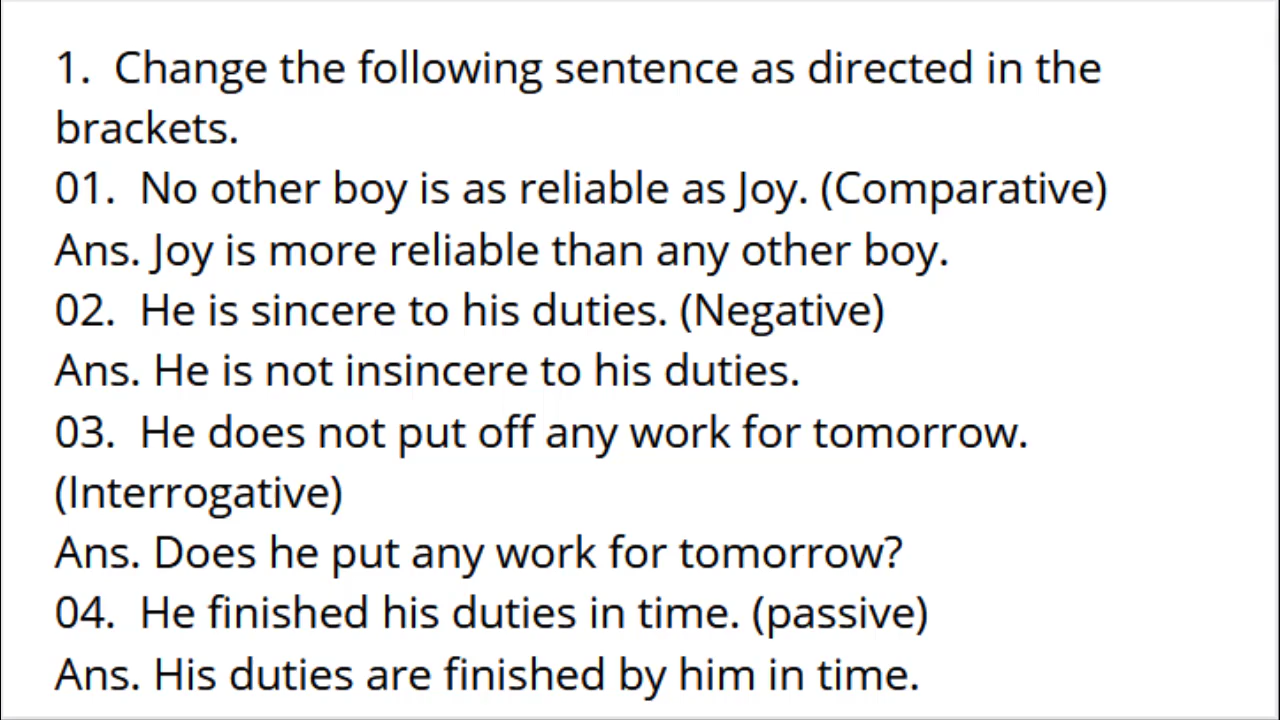 1.  Change the following sentence as directed in the
brackets.
01.  No other boy is as reliable as Joy. (Comparative)
Ans. Joy is more reliable than any other boy.
02.  He is sincere to his duties. (Negative)
Ans. He is not insincere to his duties.
03.  He does not put off any work for tomorrow.
(Interrogative)
Ans. Does he put any work for tomorrow?
04.  He finished his duties in time. (passive)
Ans. His duties are finished by him in time.